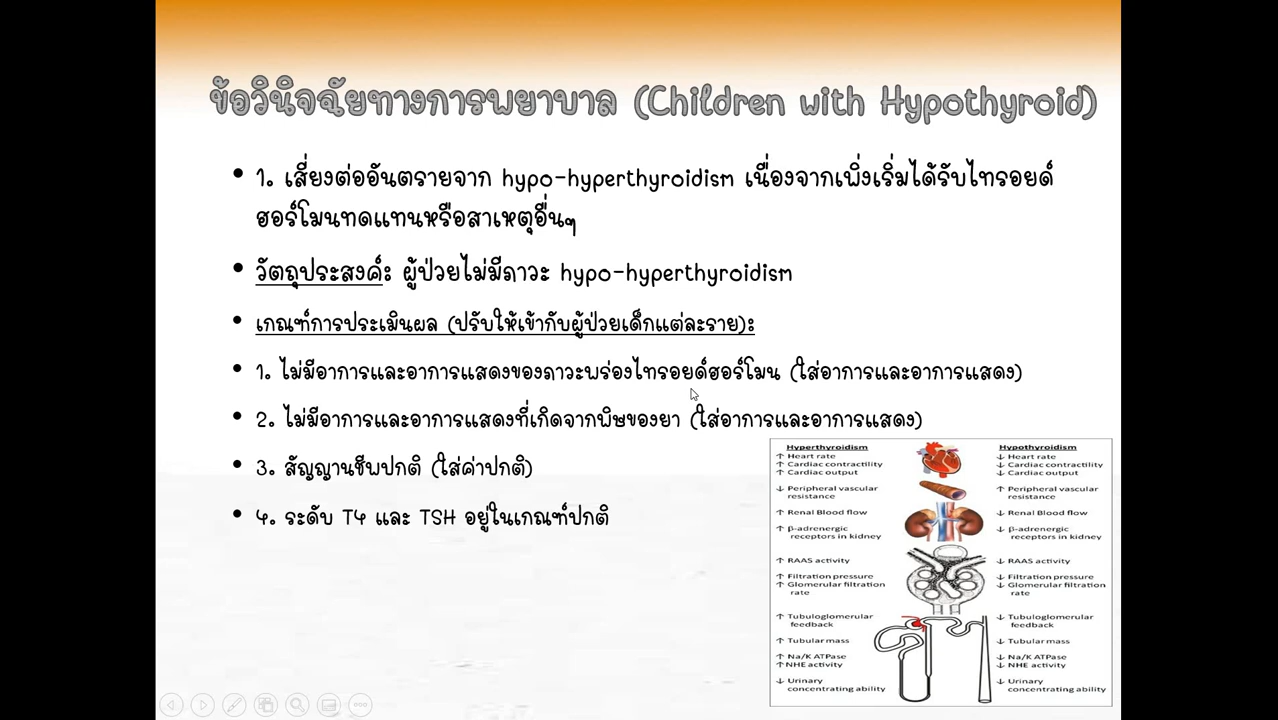 ข้อวินิจฉัยทางการพยาบาล (Children with Hypothyroid)
• 1. เสี่ยงต่ออันตรายจาก hypo-hyperthyroidism เนื่องจากเพิ่งเริ่มได้รับไทรอยด์
ฮอร์โมนทดแทนหรือสาเหตุอื่นๆ
• วัตถุประสงค์: ผู้ป่วยไม่มีภาวะ hypo-hyperthyroidism
• เกณฑ์การประเมินผล (ปรับให้เข้ากับผู้ป่วยเด็กแต่ละราย):
• 1. ไม่มีอาการและอาการแสดงของภาวะพร่องไทรอยด์ฮอร์โมน (ใส่อาการและอาการแสดง)
• 2. ไม่มีอาการและอาการแสดงที่เกิดจากพิษของยา (ใส่อาการและอาการแสดง)
• 3. สัญญานชีพปกติ (ใส่ค่าปกติ)
• 4. ระดับ T4 และ TSH อยู่ในเกณฑ์ปกติ
Hyperthyroidism
↑ Heart rate
↑ Cardiac contractility
↑ Cardiac output
↓ Peripheral vascular
resistance
↑ Renal Blood flow
↑ β-adrenergic
receptors in kidney
↑ RAAS activity
↑ Filtration pressure
↑ Glomerular filtration
rate
↑ Tubuloglomerular
feedback
↑ Tubular mass
↑ Na/K ATPase
↑ NHE activity
↓ Urinary
concentrating ability
Hypothyroidism
↓ Heart rate
↓ Cardiac contractility
↓ Cardiac output
↑ Peripheral vascular
resistance
↓ Renal Blood flow
↓ β-adrenergic
receptors in kidney
↓ RAAS activity
↓ Filtration pressure
↓ Glomerular filtration
rate
↓ Tubuloglomerular
feedback
↓ Tubular mass
↓ Na/K ATPase
↓ NHE activity
↓ Urinary
concentrating ability